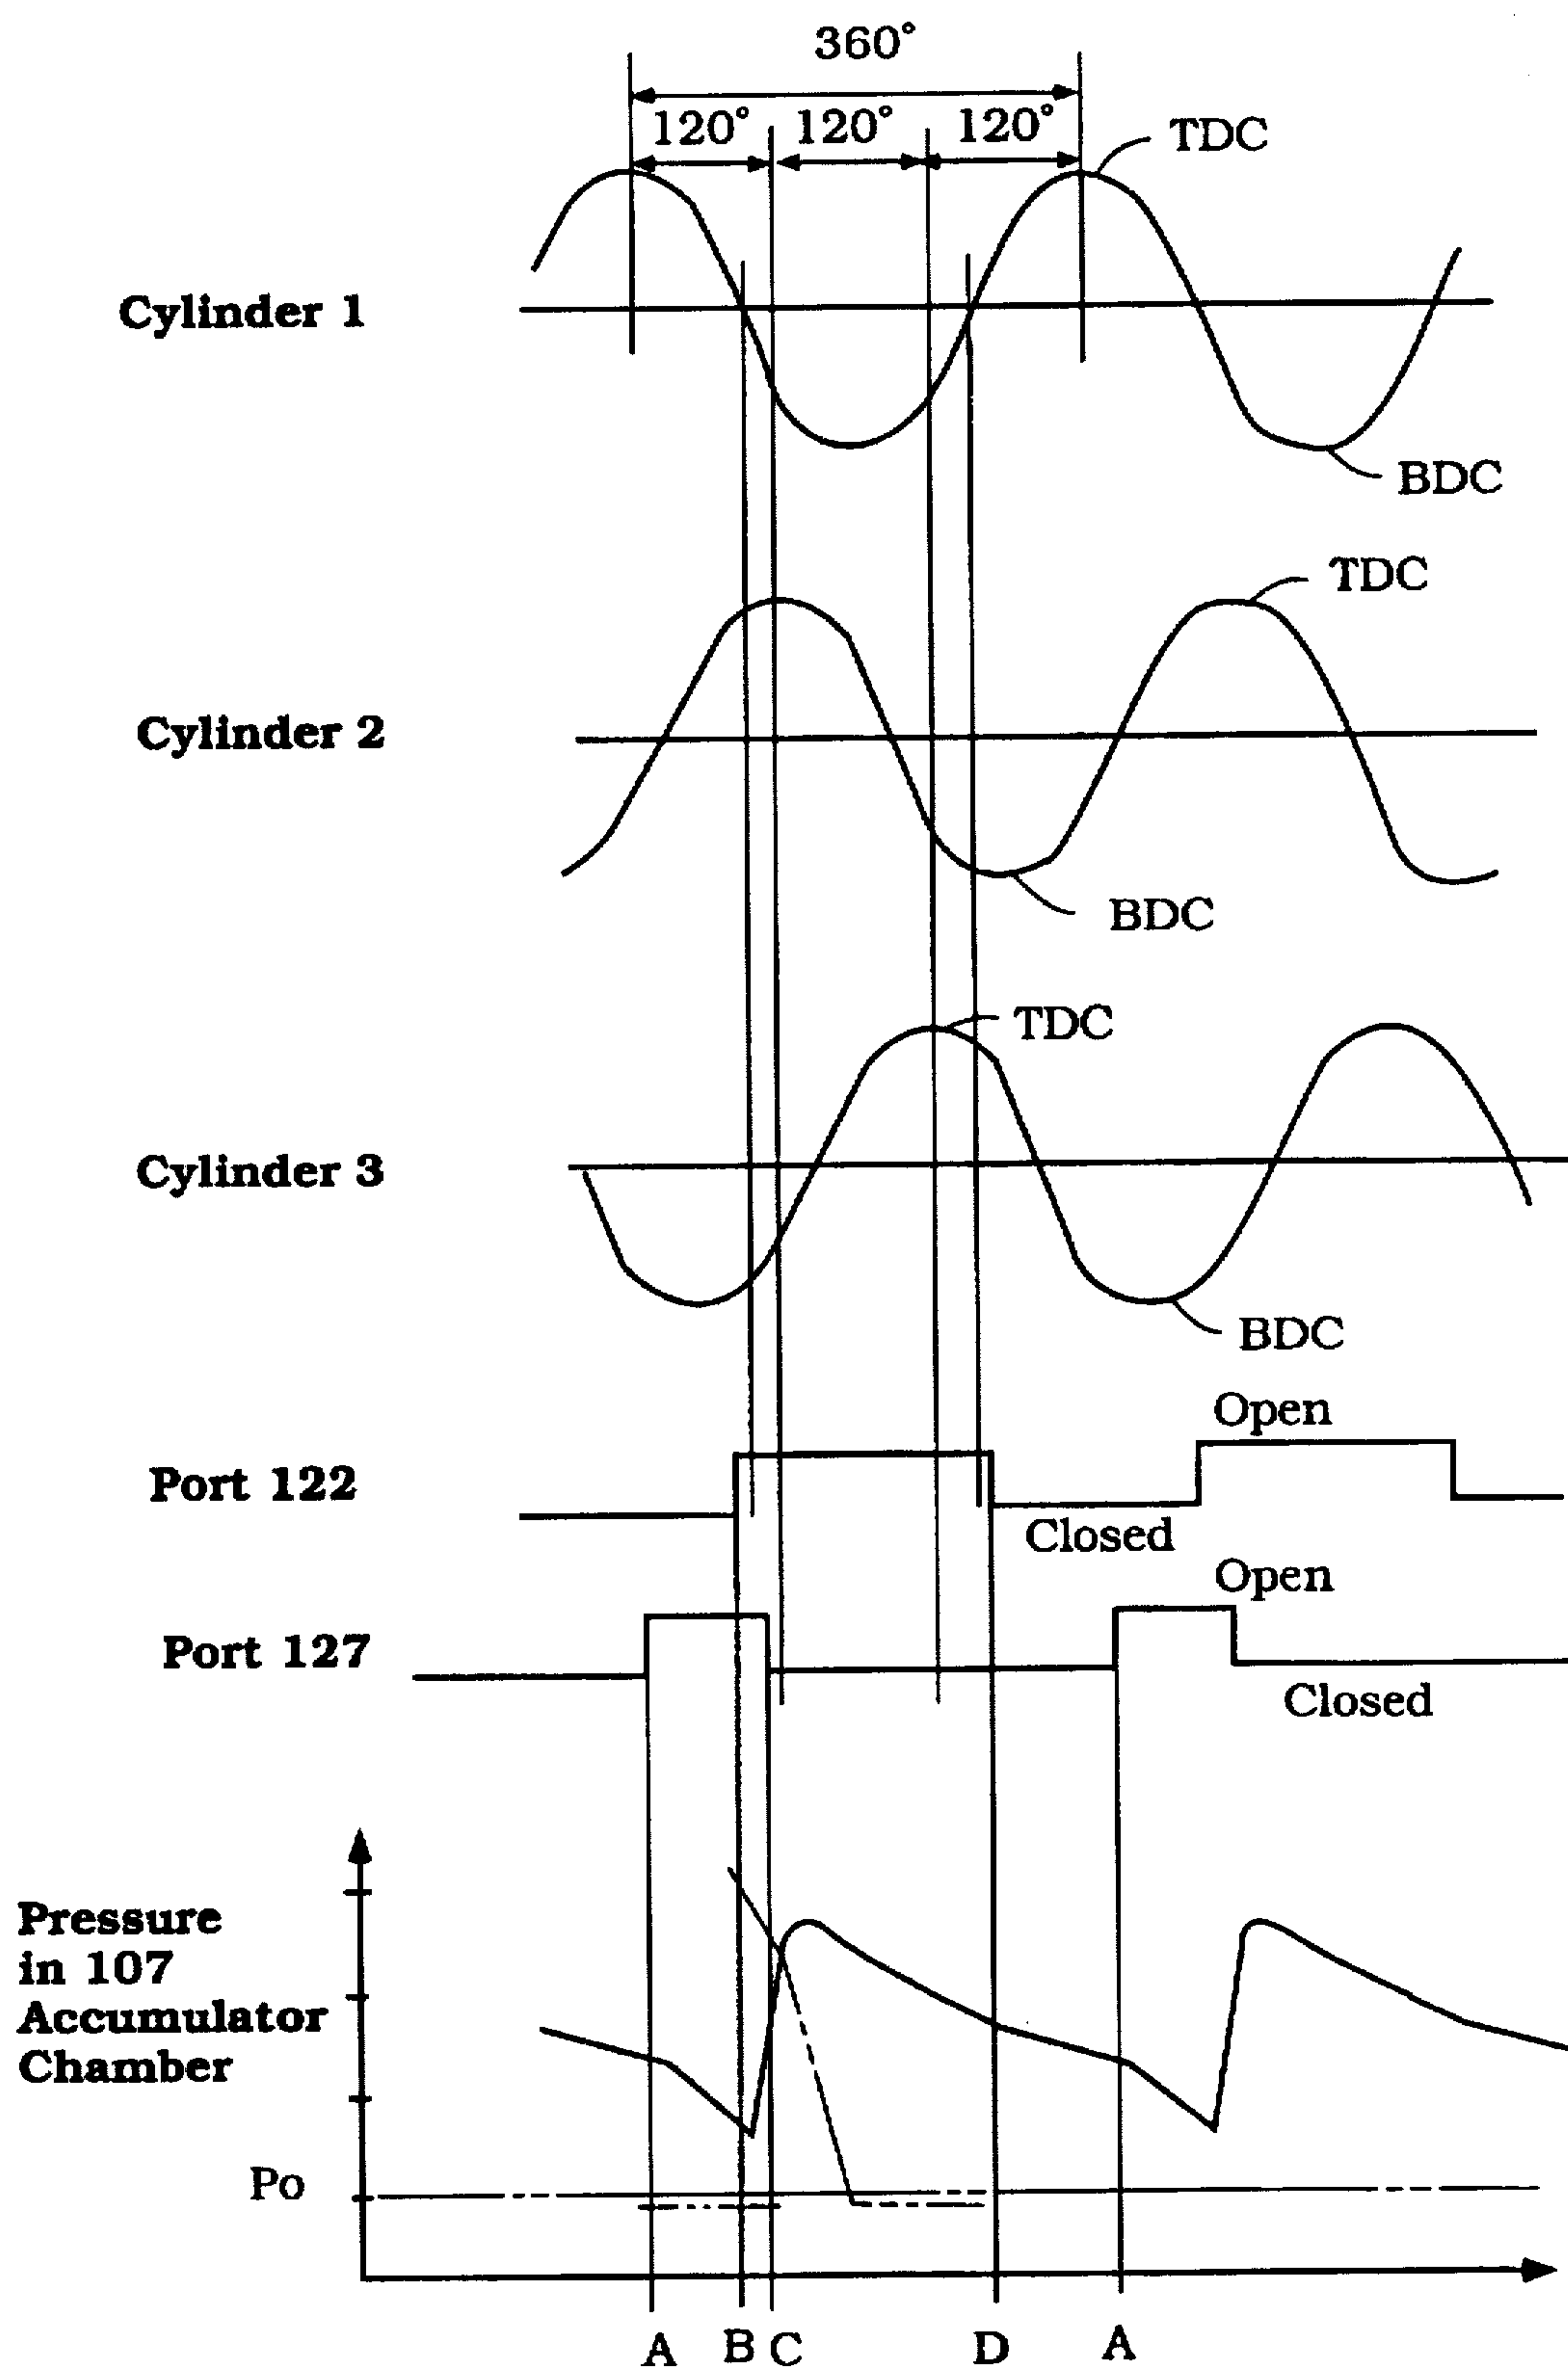 360°
120° 120° 120°
TDC
Cylinder 1
BDC
TDC
Cylinder 2
BDC
TDC
Cylinder 3
BDC
Open
Port 122
Closed
Open
Port 127
Closed
Pressure
in 107
Accumulator
Chamber
Po
A B C D A